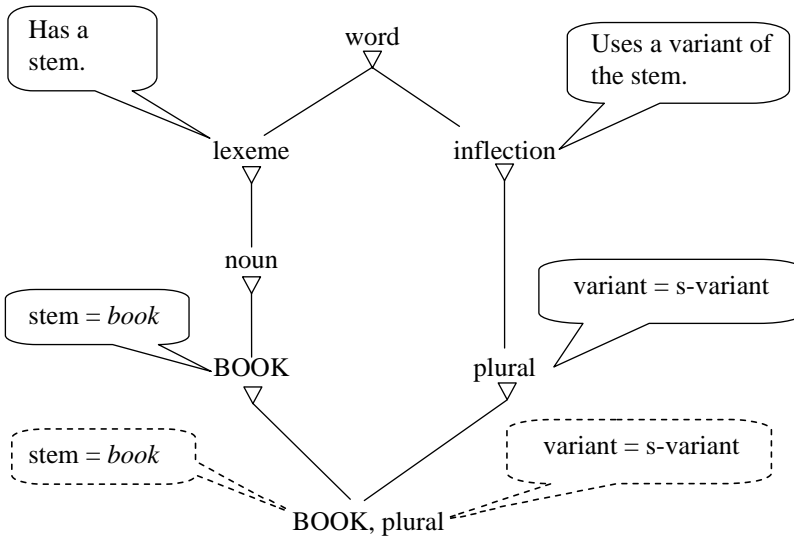 Has a
stem.
word
Uses a variant of
the stem.
lexeme
inflection
noun
stem = book
variant = s-variant
BOOK
plural
stem = book
variant = s-variant
BOOK, plural